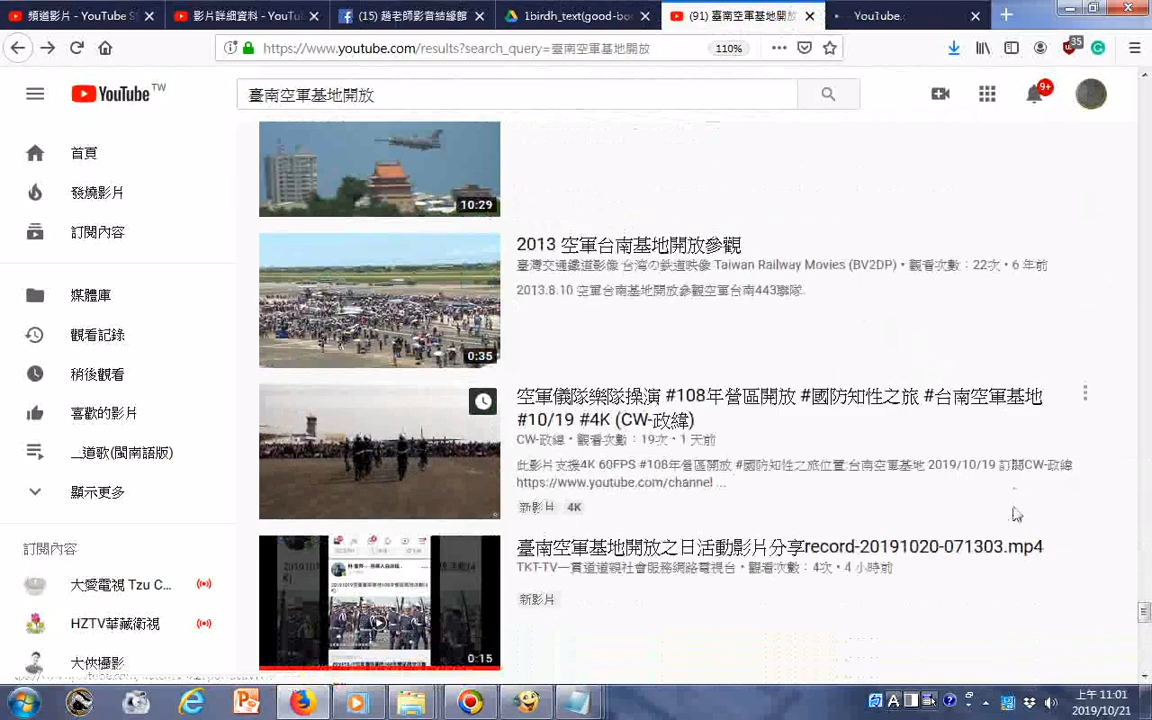 頻道影片 - YouTube S
影片詳細資料 - YouTu
(15) 趙老師影音結緣館
1birdh_text(good-bo
(91) 臺南空軍基地開放
YouTube.
https://www.youtube.com/results?search_query=臺南空軍基地開放
110%
35
YouTube TW
臺南空軍基地開放
9+
首頁
發燒影片
訂閱內容
媒體庫
觀看記錄
稍後觀看
喜歡的影片
_道歌(閩南語版)
顯示更多
訂閱內容
大愛電視 Tzu C...
HZTV華藏衛視
大俠攝影
10:29
2013 空軍台南基地開放參觀
臺灣交通鐵道影像 台湾の鉄道映像 Taiwan Railway Movies (BV2DP)・觀看次數：22次・6 年前
2013.8.10 空軍台南基地開放參觀空軍台南443聯隊.
0:35
空軍儀隊樂隊操演 #108年營區開放 #國防知性之旅 #台南空軍基地
#10/19 #4K (CW-政緯)
CW-政緯・觀看次數：19次・1 天前
此影片支援4K 60FPS #108年營區開放 #國防知性之旅位置:台南空軍基地 2019/10/19 訂閱CW-政緯
https://www.youtube.com/channel ...
新影片 4K
臺南空軍基地開放之日活動影片分享record-20191020-071303.mp4
TKT-TV一貫道道親社會服務網路電視台・觀看次數：4次・4 小時前
新影片
0:15
上午 11:01
2019/10/21